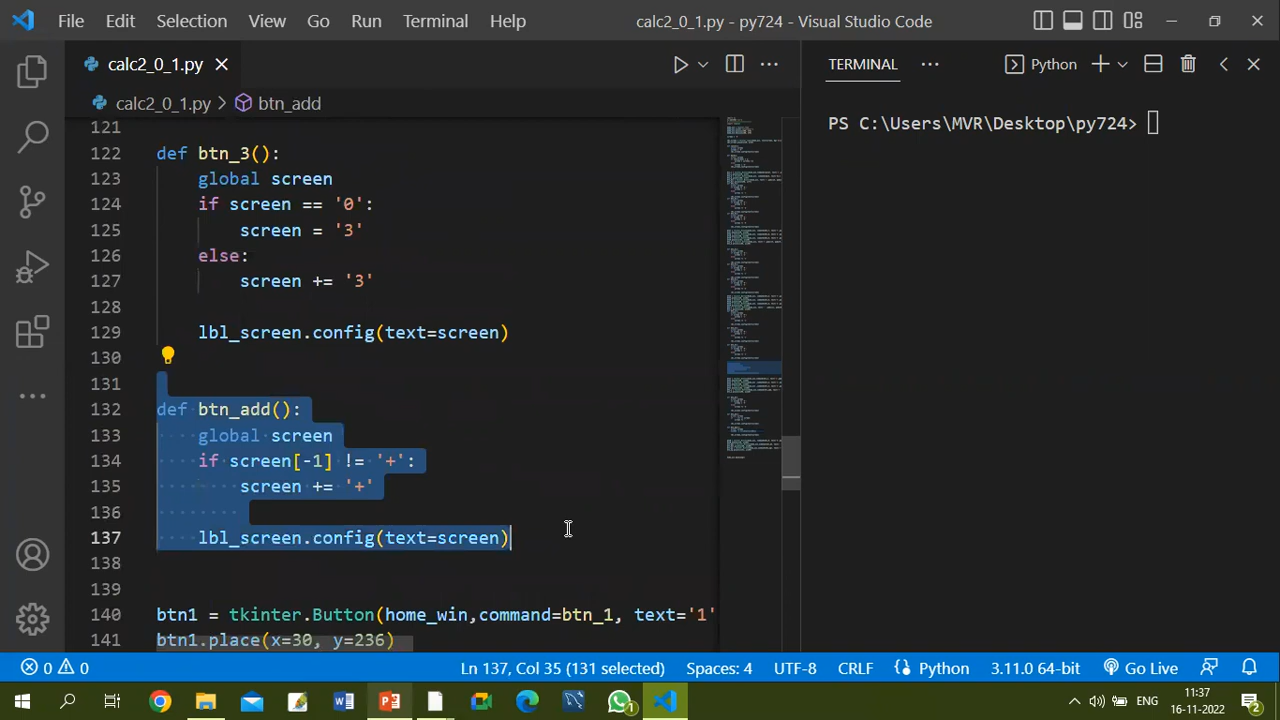 File Edit Selection View Go Run Terminal Help calc2_0_1.py - py724 - Visual Studio Code
calc2_0_1.py
TERMINAL ... Python
calc2_0_1.py > btn_add
PS C:\Users\MVR\Desktop\py724>
121
122 def btn_3():
123 global screen
124 if screen == '0':
125 screen = '3'
126 else:
127 screen += '3'
128
129 lbl_screen.config(text=screen)
130
131
132 def btn_add():
133 global screen
134 if screen[-1] != '+':
135 screen += '+'
136
137 lbl_screen.config(text=screen)
138
139
140 btn1 = tkinter.Button(home_win,command=btn_1, text='1'
141 btn1.place(x=30, y=236)
0 0 Ln 137, Col 35 (131 selected) Spaces: 4 UTF-8 CRLF Python 3.11.0 64-bit Go Live
1 ENG 11:37
16-11-2022 2